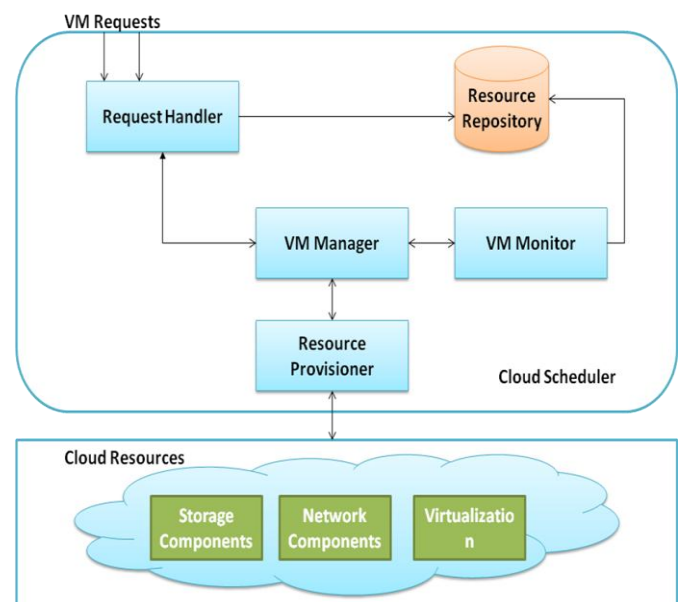 VM Requests
Request Handler
Resource
Repository
VM Manager
VM Monitor
Resource
Provisioner
Cloud Scheduler
Cloud Resources
Storage
Components
Network
Components
Virtualizatio
n